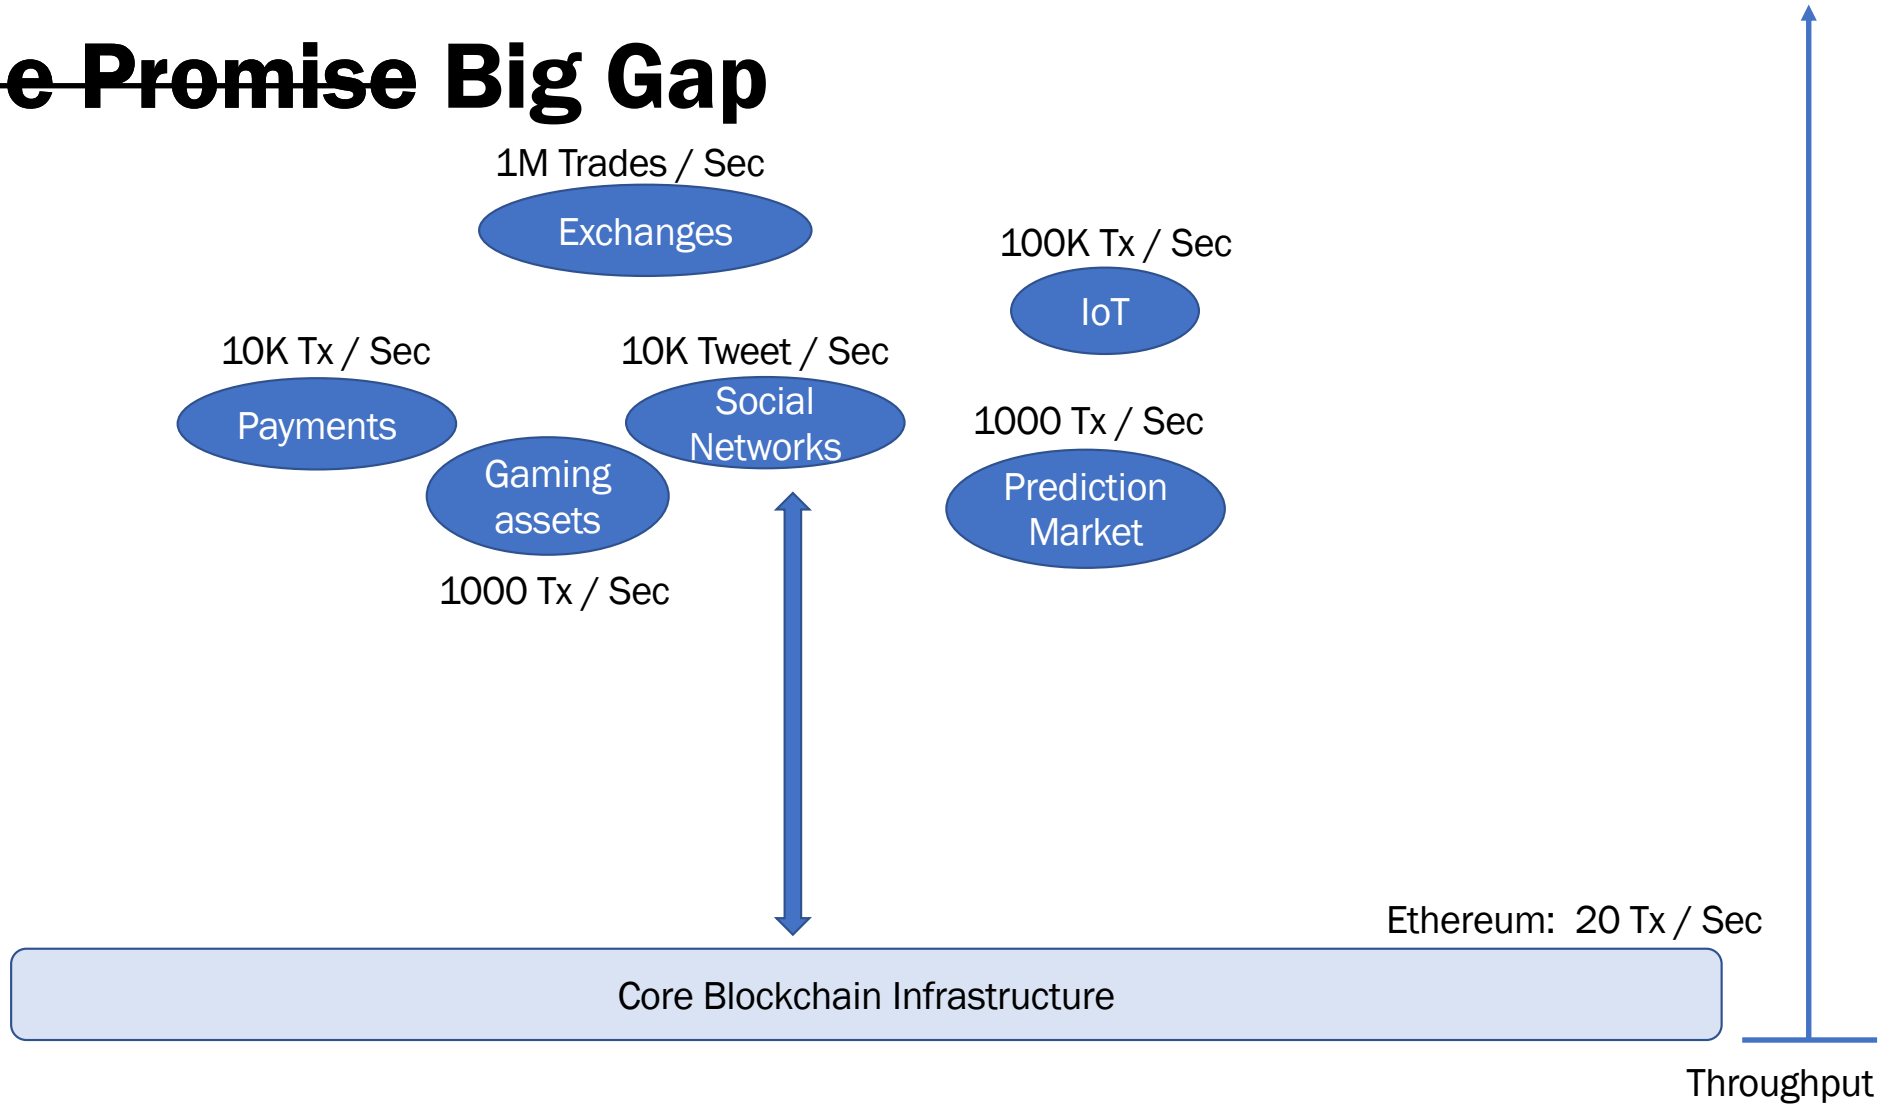 e Promise Big Gap
1M Trades / Sec
Exchanges
100K Tx / Sec
IoT
10K Tx / Sec
Payments
10K Tweet / Sec
Social
Networks
Gaming
assets
1000 Tx / Sec
1000 Tx / Sec
Prediction
Market
Ethereum:  20 Tx / Sec
Core Blockchain Infrastructure
Throughput